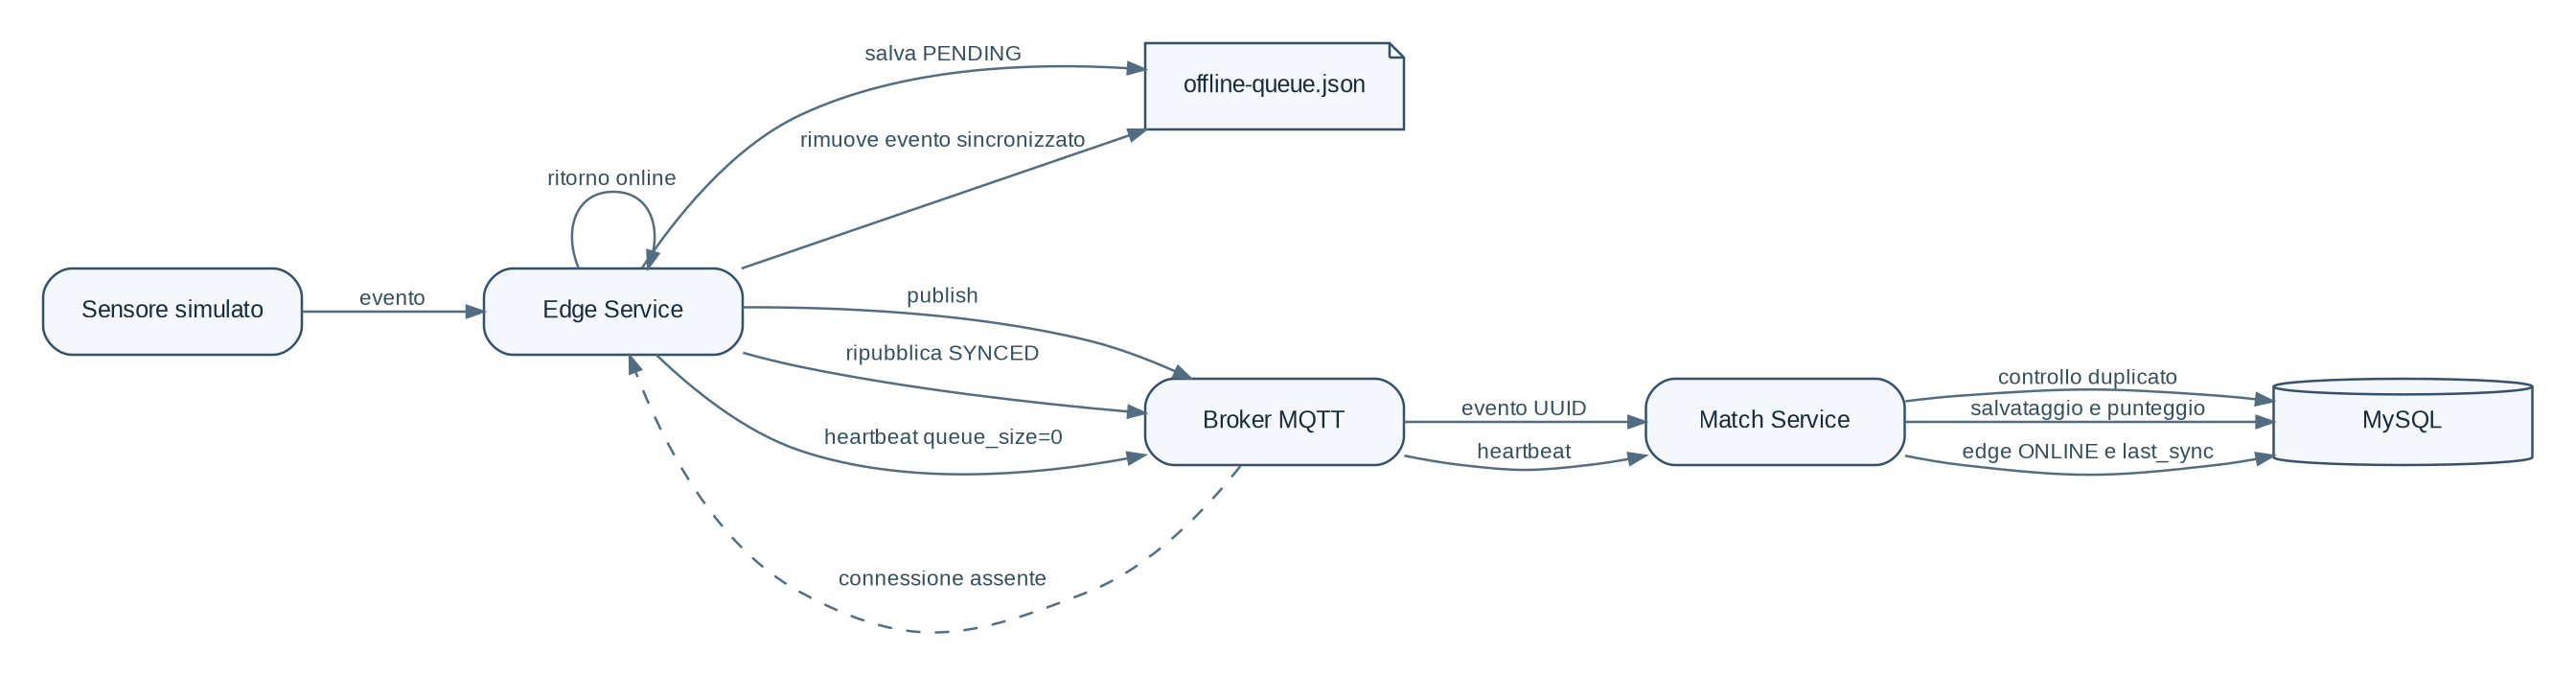 salva PENDING
offline-queue.json
rimuove evento sincronizzato
ritorno online
Sensore simulato
evento
Edge Service
publish
ripubblica SYNCED
heartbeat queue_size=0
connessione assente
Broker MQTT
evento UUID
heartbeat
Match Service
controllo duplicato
salvataggio e punteggio
edge ONLINE e last_sync
MySQL